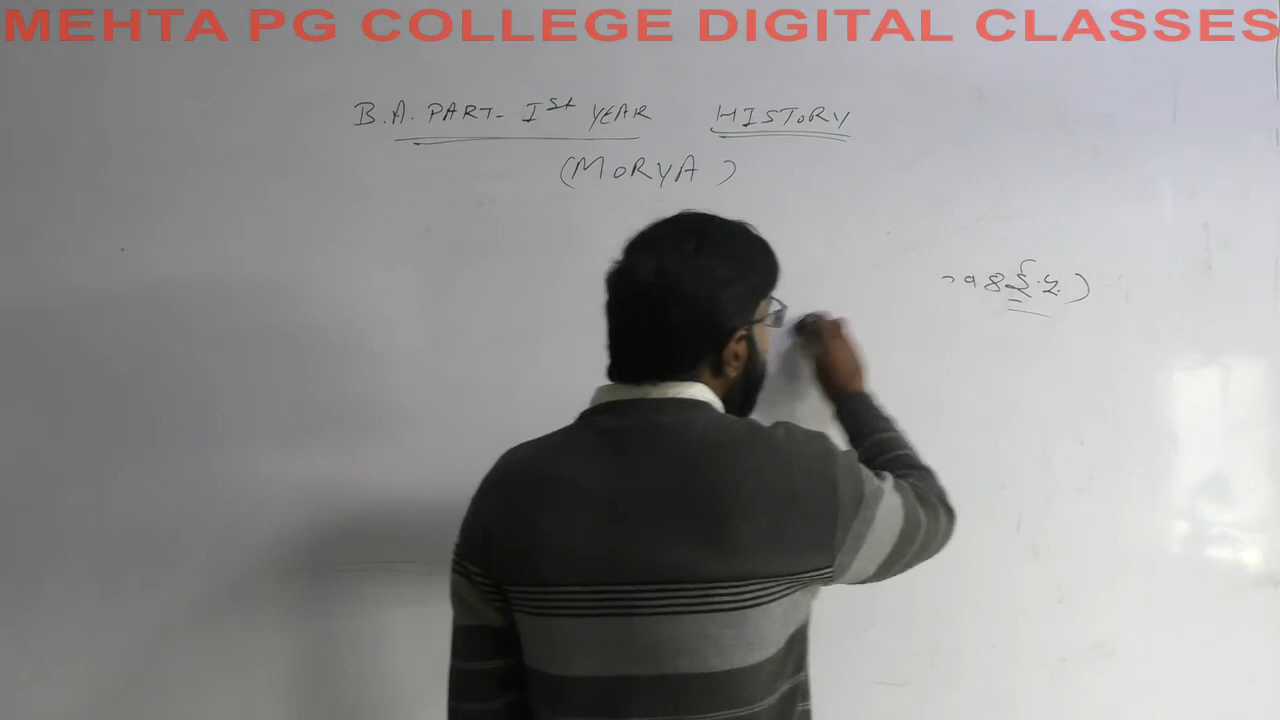 MEHTA PG COLLEGE DIGITAL CLASSES
B.A. PART- Ist YEAR HISTORY
(MORYA)
ई.पू.)